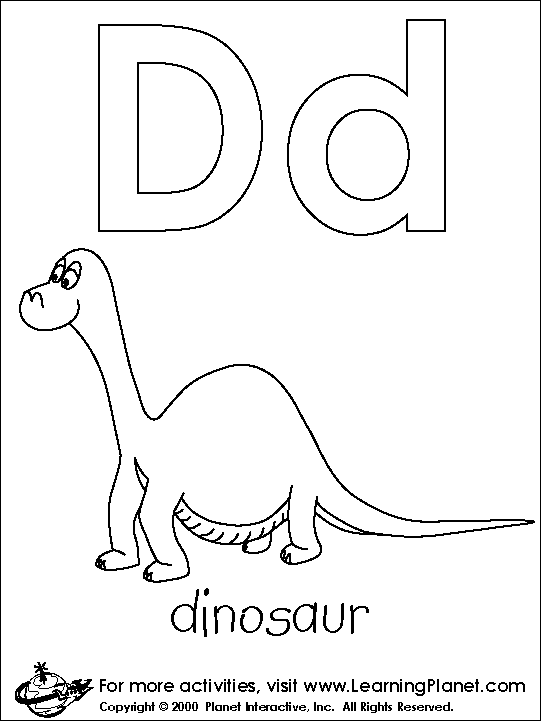 Dd
dinosaur
For more activities, visit www.LearningPlanet.com
Copyright © 2000 Planet Interactive, Inc. All Rights Reserved.